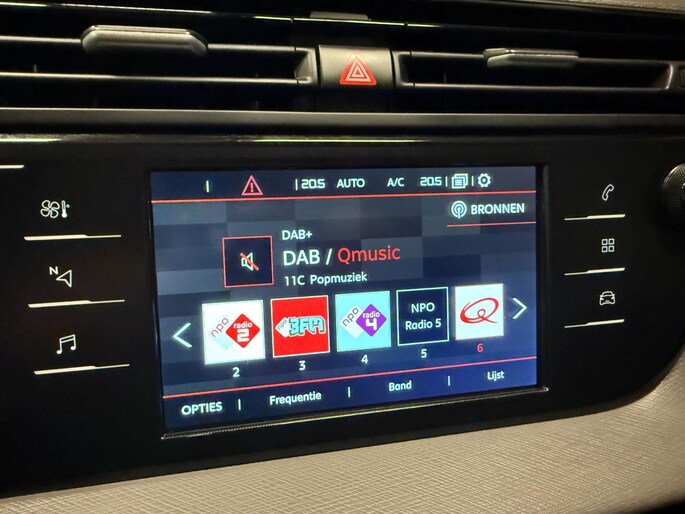 20.5 AUTO A/C 20.5
BRONNEN
DAB+
DAB / Qmusic
11C Popmuziek
npo radio 2
npo 3FM
npo radio 4
NPO
Radio 5
Q
2 3 4 5 6
OPTIES Frequentie Band Lijst
N